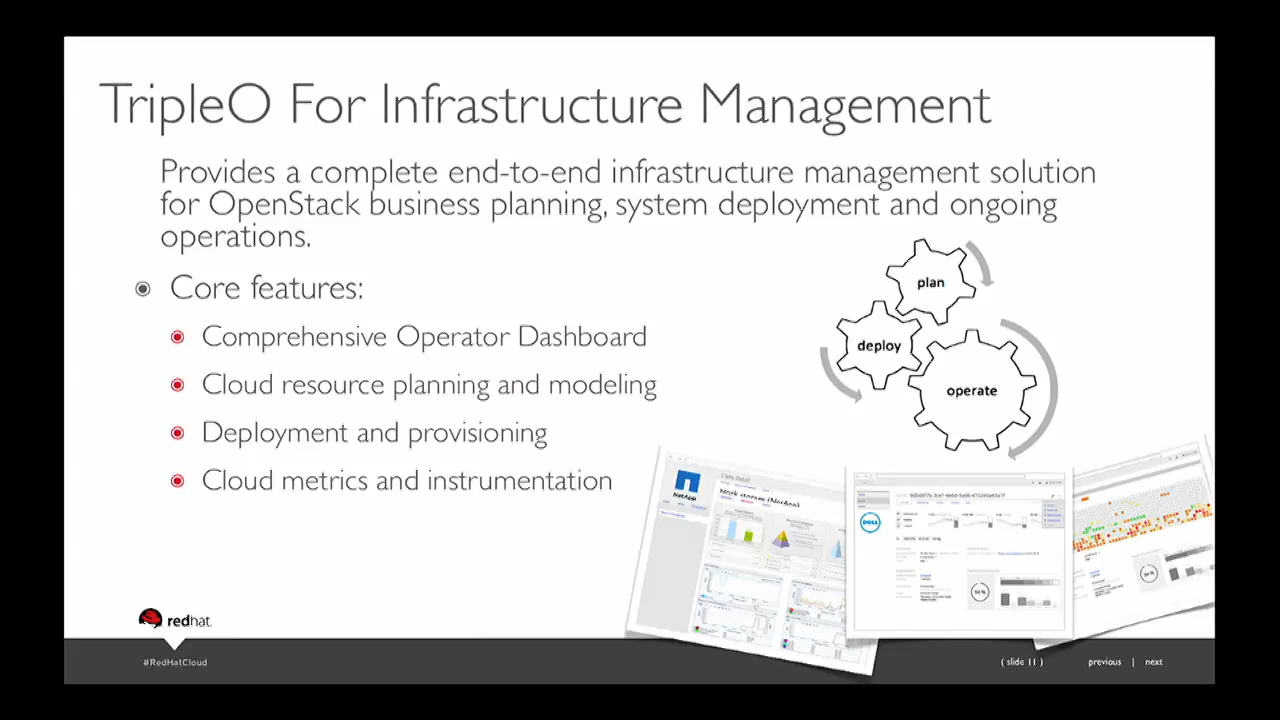 TripleO For Infrastructure Management
Provides a complete end-to-end infrastructure management solution
for OpenStack business planning, system deployment and ongoing
operations.
Core features:
Comprehensive Operator Dashboard
Cloud resource planning and modeling
Deployment and provisioning
Cloud metrics and instrumentation
plan
deploy
operate
NetApp
DELL
redhat.
#RedHatCloud
( slide 11 )
previous | next